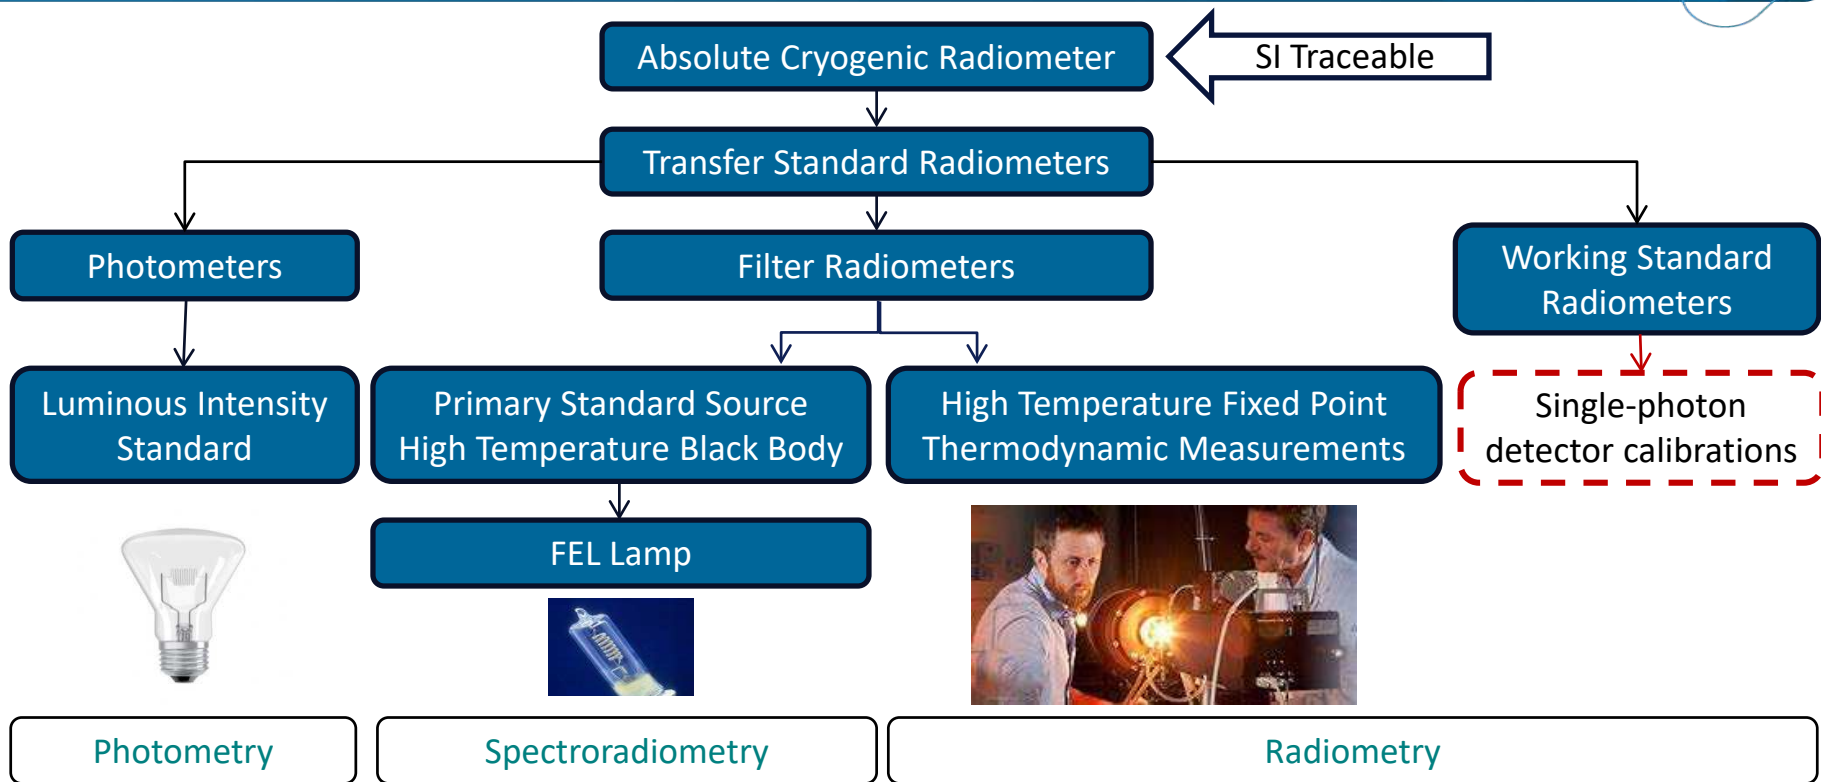 Absolute Cryogenic Radiometer
SI Traceable
Transfer Standard Radiometers
Photometers
Filter Radiometers
Working Standard
Radiometers
Luminous Intensity
Standard
Primary Standard Source
High Temperature Black Body
High Temperature Fixed Point
Thermodynamic Measurements
Single-photon
detector calibrations
FEL Lamp
Photometry
Spectroradiometry
Radiometry